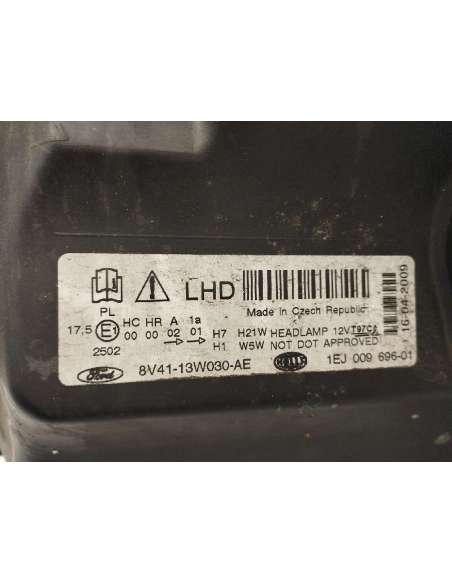 LHD
Made in Czech Republic
PL
17,5 E1 HC HR A 1a
00 00 02 01
2502
H7 H21W HEADLAMP 12V T97CA
H1 W5W NOT DOT APPROVED
16-04-2009
Ford 8V41-13W030-AE HELLA 1EJ 009 696-01